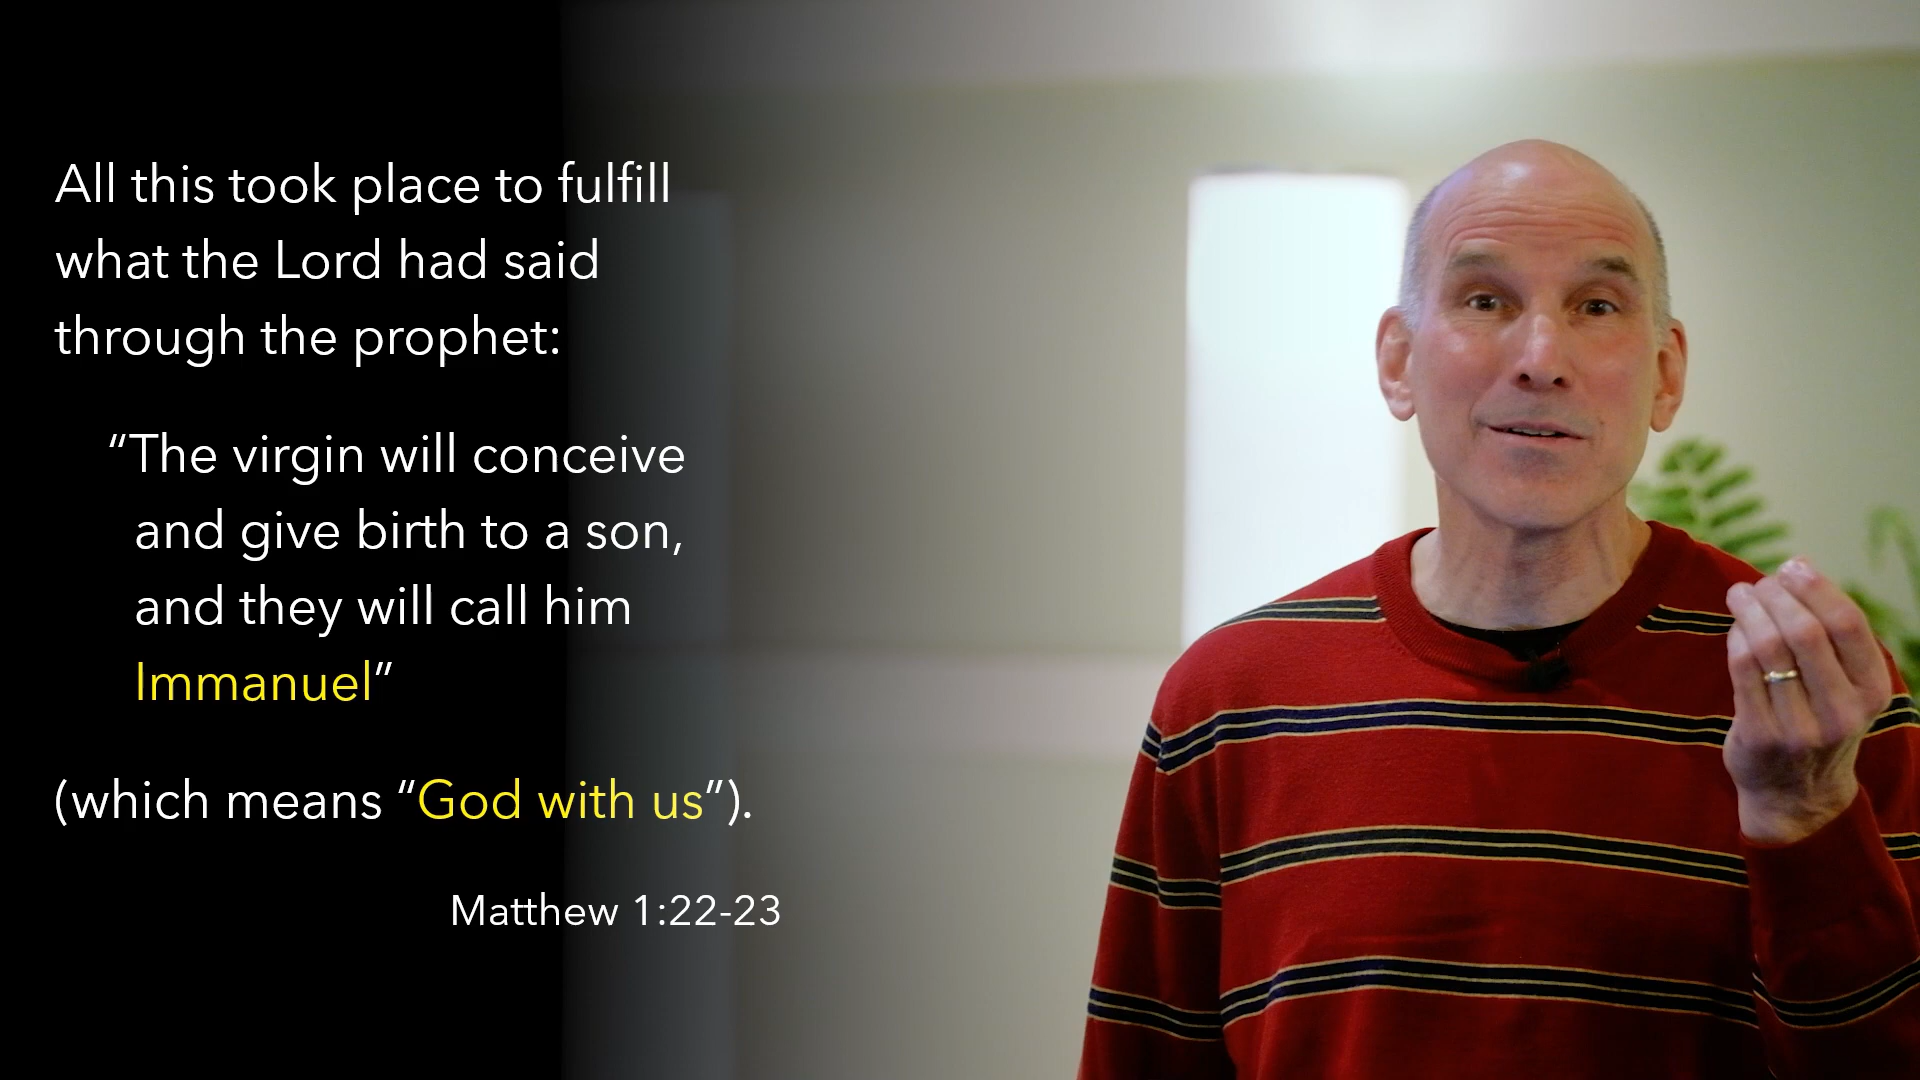 All this took place to fulfill
what the Lord had said
through the prophet:
“The virgin will conceive
and give birth to a son,
and they will call him
Immanuel”
(which means “God with us”).
Matthew 1:22-23